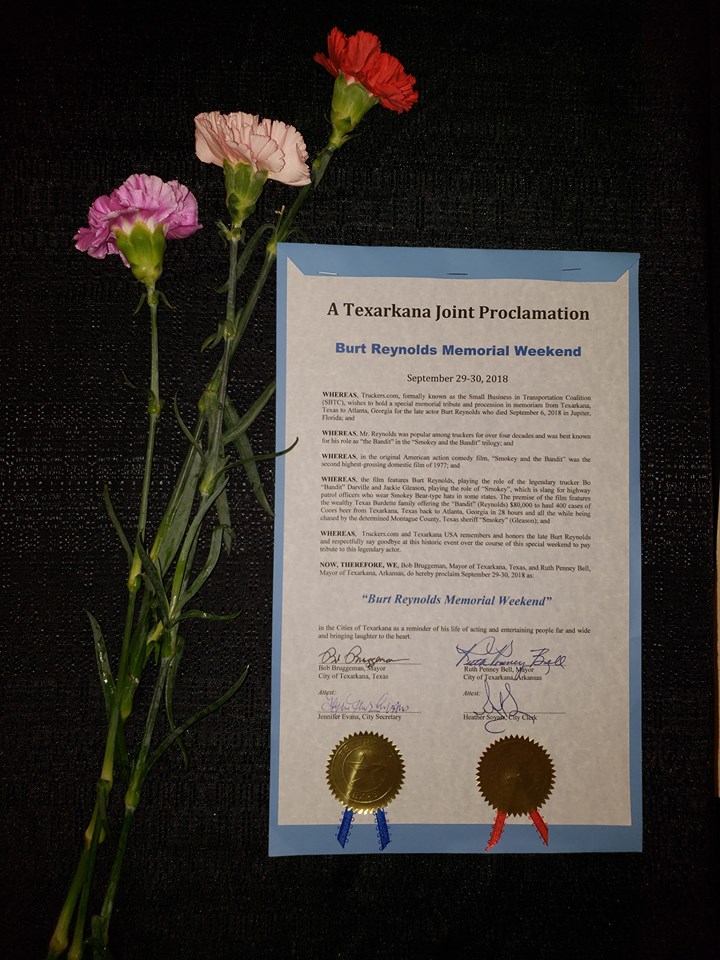 A Texarkana Joint Proclamation
Burt Reynolds Memorial Weekend
September 29-30, 2018
WHEREAS, Truckers.com, formally known as the Small Business in Transportation Coalition
(SBTC), wishes to hold a special memorial tribute and procession in memoriam from Texarkana,
Texas to Atlanta, Georgia for the late actor Burt Reynolds who died September 6, 2018 in Jupiter,
Florida; and
WHEREAS, Mr. Reynolds was popular among truckers for over four decades and was best known
for his role as "the Bandit" in the "Smokey and the Bandit" trilogy; and
WHEREAS, in the original American action comedy film, "Smokey and the Bandit" was the
second highest-grossing domestic film of 1977; and
WHEREAS, the film features Burt Reynolds, playing the role of the legendary trucker Bo
"Bandit" Darville and Jackie Gleason, playing the role of "Smokey", which is slang for highway
patrol officers who wear Smokey Bear-type hats in some states. The premise of the film features
the wealthy Texas Burdette family offering the "Bandit" (Reynolds) $80,000 to haul 400 cases of
Coors beer from Texarkana, Texas back to Atlanta, Georgia in 28 hours and all the while being
chased by the determined Montague County, Texas sheriff "Smokey" (Gleason); and
WHEREAS, Truckers.com and Texarkana USA remembers and honors the late Burt Reynolds
and respectfully say goodbye at this historic event over the course of this special weekend to pay
tribute to this legendary actor.
NOW, THEREFORE, WE, Bob Bruggeman, Mayor of Texarkana, Texas, and Ruth Penney Bell,
Mayor of Texarkana, Arkansas, do hereby proclaim September 29-30, 2018 as:
"Burt Reynolds Memorial Weekend"
in the Cities of Texarkana as a reminder of his life of acting and entertaining people far and wide
and bringing laughter to the heart.
Bob Bruggeman Ruth Penney Bell
Bob Bruggeman, Mayor Ruth Penney Bell, Mayor
City of Texarkana, Texas City of Texarkana, Arkansas
Attest: Attest:
Jennifer Evans, City Secretary Heather Soyars, City Clerk